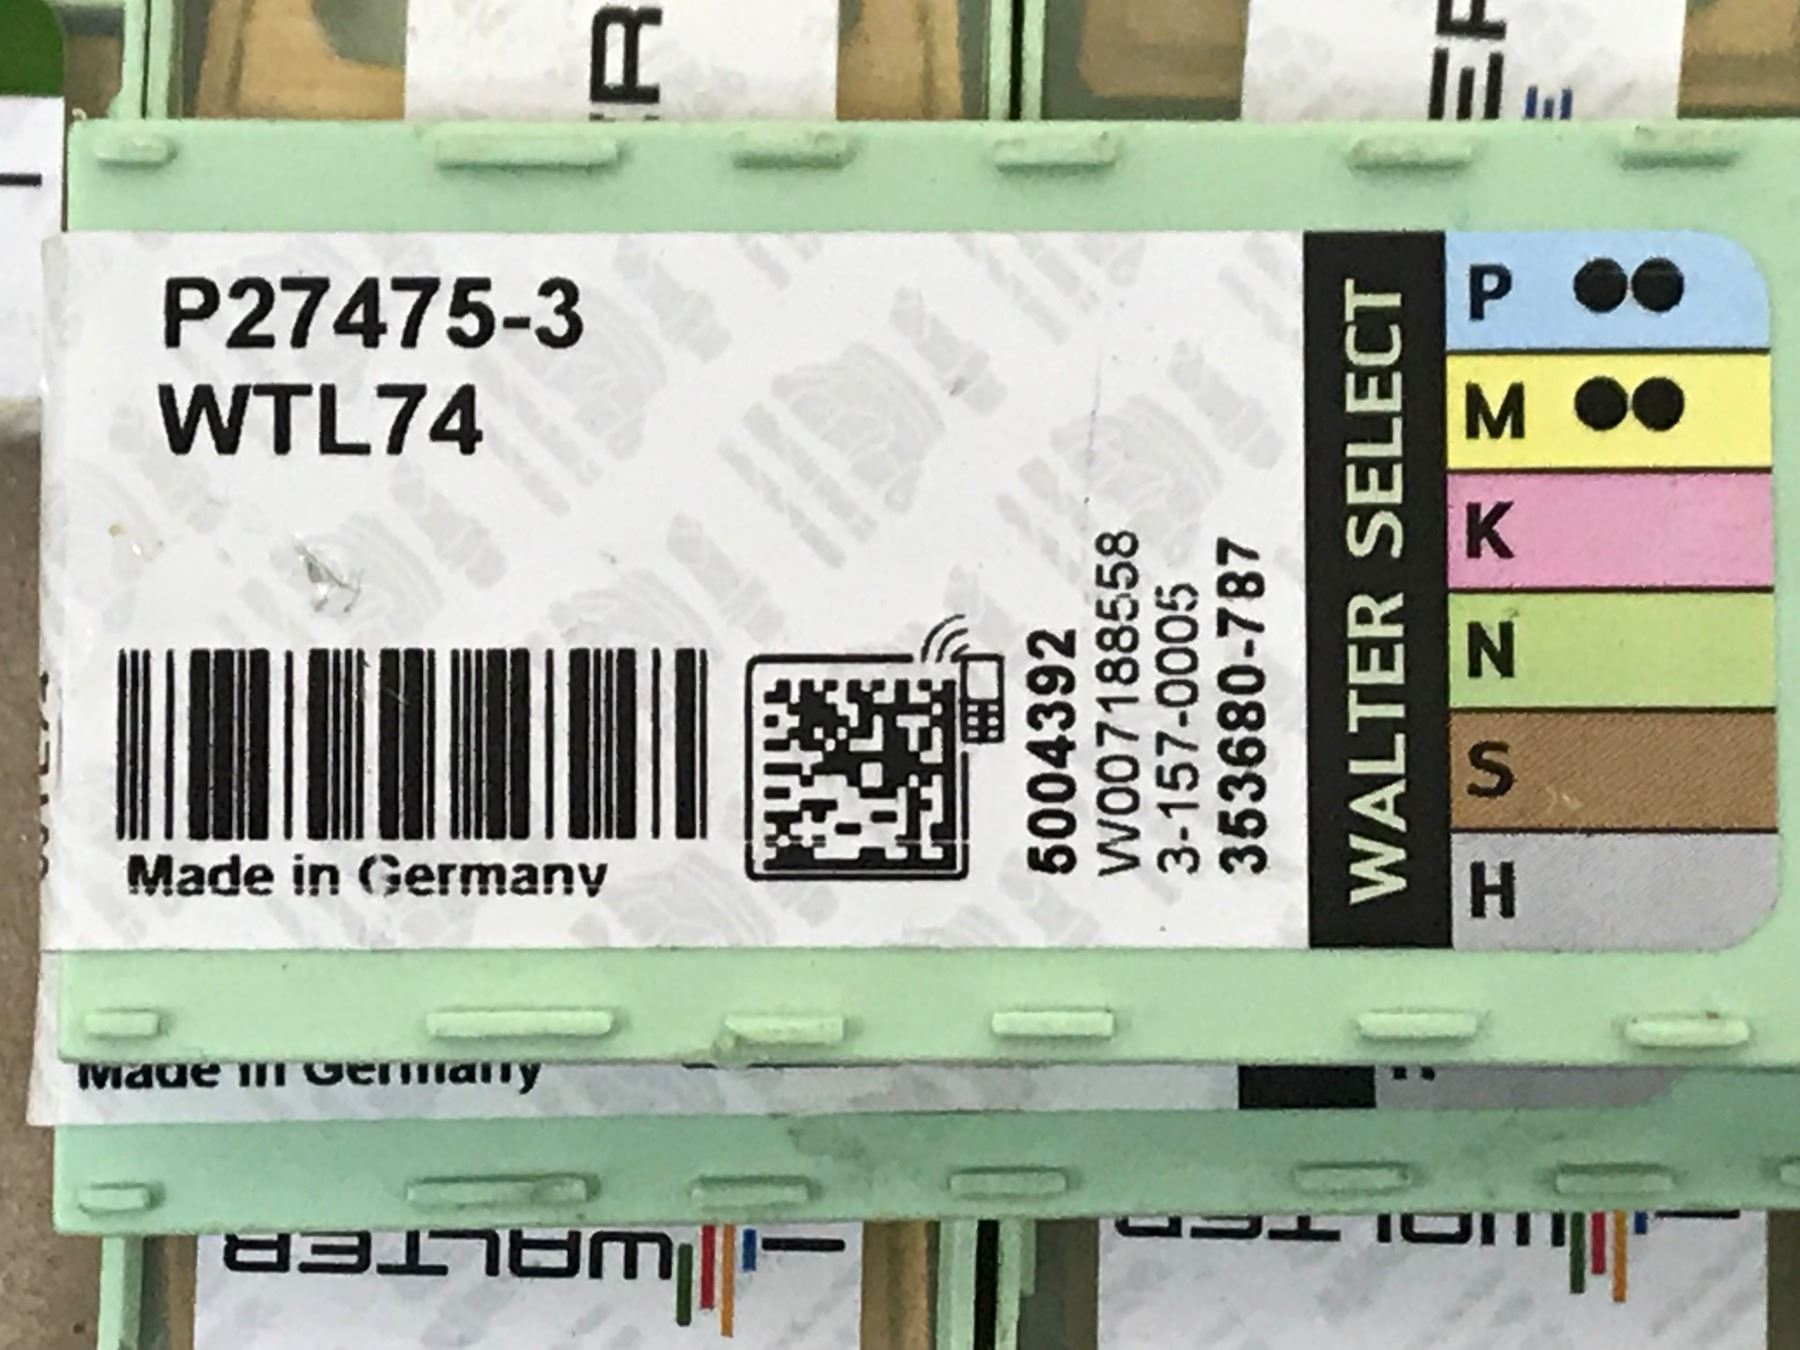 P27475-3
WTL74
Made in Germany
5004392
W007188558
3-157-0005
353680-787
WALTER SELECT
P
M
K
N
S
H
Made in Germany
WALTER
WALTER